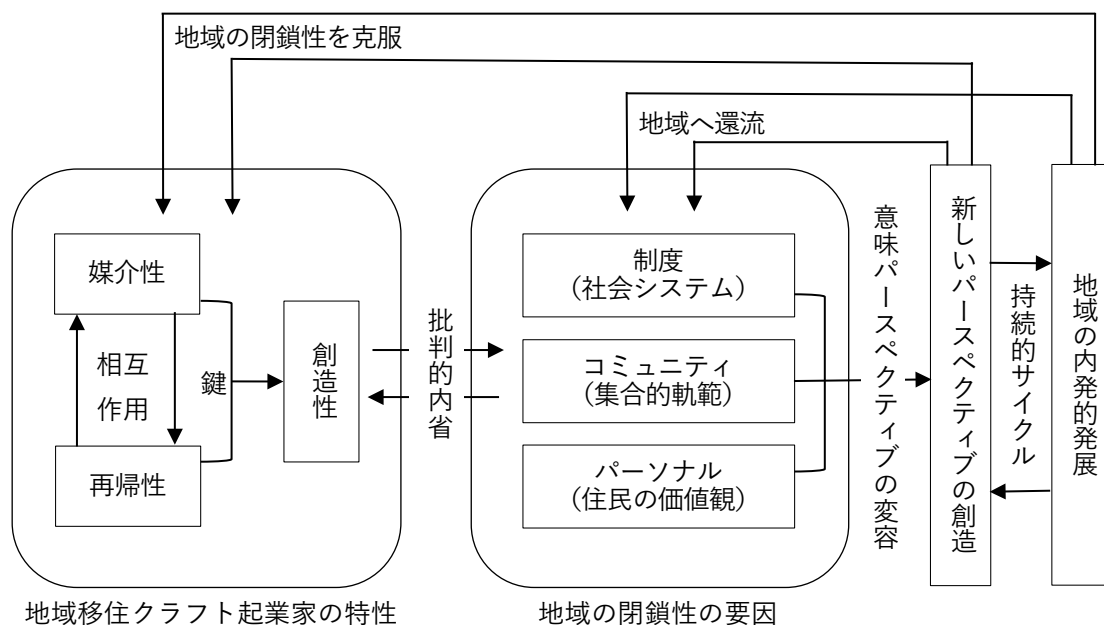 地域の閉鎖性を克服
地域へ還流
媒介性
相互
作用
再帰性
鍵
創造性
批判的内省
制度
（社会システム）
コミュニティ
（集合的軌範）
パーソナル
（住民の価値観）
意味パースペクティブの変容
新しいパースペクティブの創造
持続的サイクル
地域の内発的発展
地域移住クラフト起業家の特性
地域の閉鎖性の要因